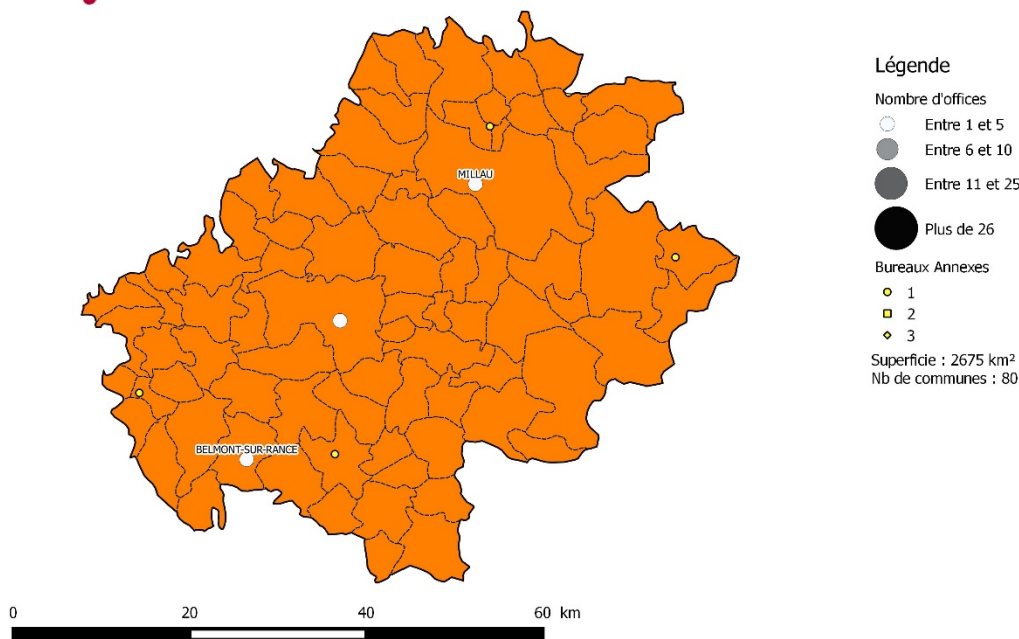 MILLAU
BELMONT-SUR-RANCE
Légende
Nombre d'offices
Entre 1 et 5
Entre 6 et 10
Entre 11 et 25
Plus de 26
Bureaux Annexes
1
2
3
Superficie : 2675 km²
Nb de communes : 80
0 20 40 60 km